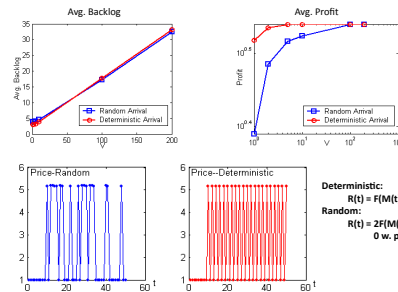 Avg. Backlog
Avg. Profit
35
30
25
20
15
10
5
0
Avg. Backlog
0
50
100
150
200
V
Random Arrival
Deterministic Arrival
10^0.5
10^0.4
Profit
10^0
10^1
10^2
V
Random Arrival
Deterministic Arrival
Price-Random
6
5
4
3
2
1
0
20
40
60
t
Price--Deterministic
6
5
4
3
2
1
0
20
40
60
t
Deterministic:
R(t) = F(M(t
Random:
R(t) = 2F(M(
0 w. p